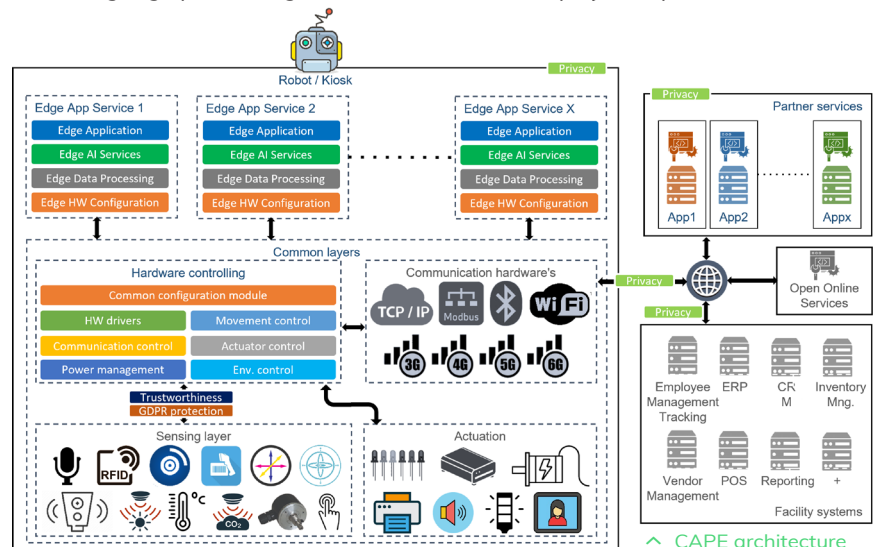 Robot / Kiosk
Privacy
Edge App Service 1
Edge Application
Edge AI Services
Edge Data Processing
Edge HW Configuration
Edge App Service 2
Edge Application
Edge AI Services
Edge Data Processing
Edge HW Configuration
Edge App Service X
Edge Application
Edge AI Services
Edge Data Processing
Edge HW Configuration
Common layers
Hardware controlling
Common configuration module
HW drivers
Movement control
Communication control
Actuator control
Power management
Env. control
Communication hardware's
TCP / IP
Modbus
Wi Fi
3G
4G
5G
6G
Trustworthiness
GDPR protection
Sensing layer
RFID
°C
CO2
Actuation
Privacy
Partner services
App1
App2
Appx
Privacy
Open Online
Services
Privacy
Employee
Management
Tracking
ERP
CR
M
Inventory
Mng.
Vendor
Management
POS
Reporting
+
Facility systems
CAPE architecture